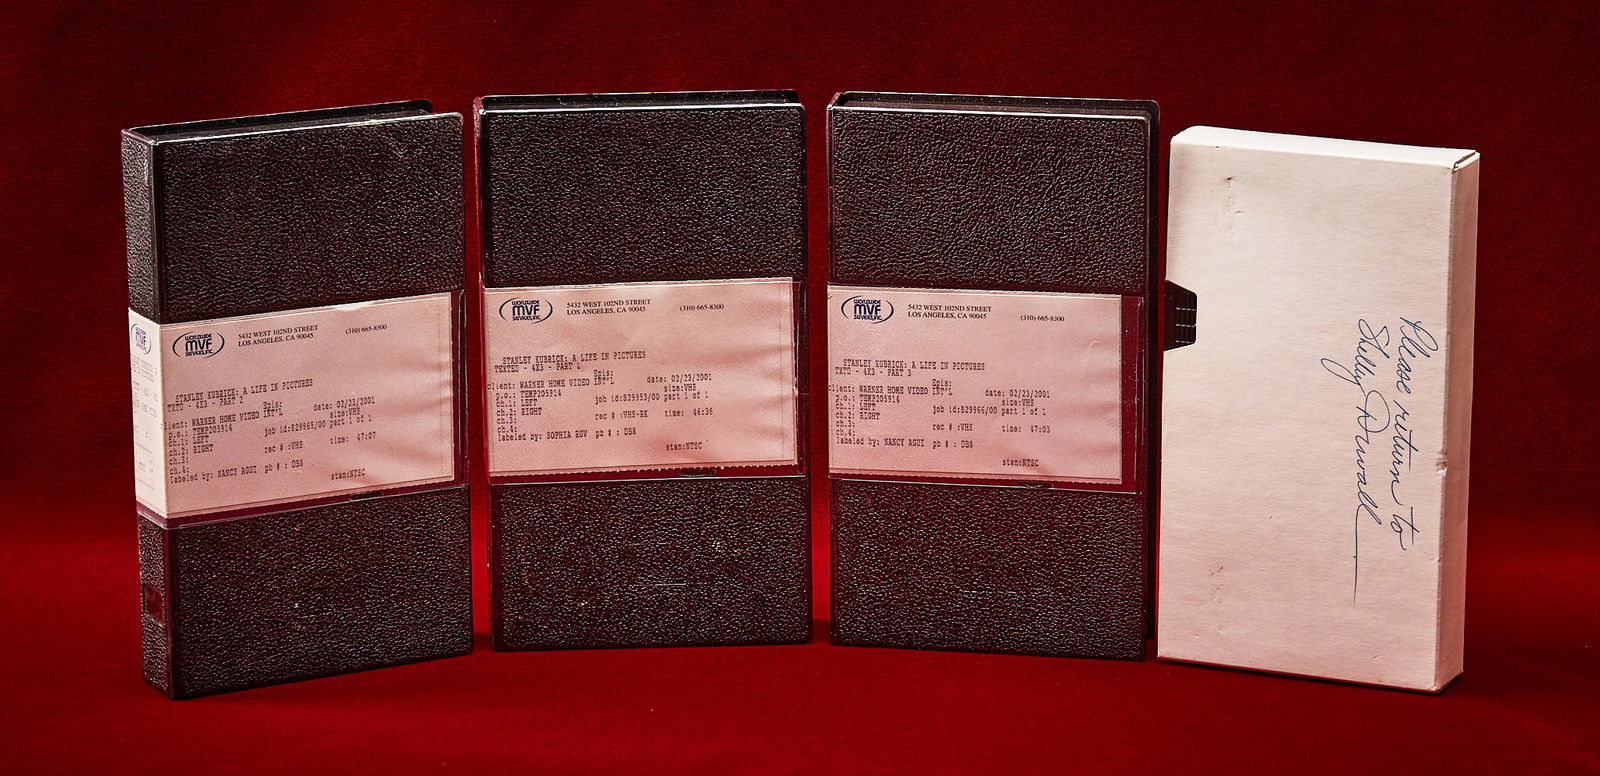 WORLDWIDE
MVF
SERVICES, INC.
5432 WEST 102ND STREET
LOS ANGELES, CA 90045
(310) 665-8300
STANLEY KUBRICK: A LIFE IN PICTURES
TXTD - 4X3 - PART 2
Epis:
client: WARNER HOME VIDEO INT'L date: 02/23/2001
p.o.: TEMP205914 size:VHS
ch.1: LEFT job id:829965/00 part 1 of 1
ch.2: RIGHT
ch.3: rec # :VHS time: 47:07
ch.4:
labeled by: NANCY AGUI pb # : DB8
stan:NTSC
WORLDWIDE
MVF
SERVICES, INC.
5432 WEST 102ND STREET
LOS ANGELES, CA 90045
(310) 665-8300
STANLEY KUBRICK: A LIFE IN PICTURES
TEXTED - 4X3 - PART 1
Epis:
client: WARNER HOME VIDEO INT'L date: 02/23/2001
p.o.: TEMP205914 size:VHS
ch.1: LEFT job id:829953/00 part 1 of 1
ch.2: RIGHT
ch.3: rec # :VHS-BK time: 46:36
ch.4:
labeled by: SOPHIA RUV pb # : DB8
stan:NTSC
WORLDWIDE
MVF
SERVICES, INC.
5432 WEST 102ND STREET
LOS ANGELES, CA 90045
(310) 665-8300
STANLEY KUBRICK: A LIFE IN PICTURES
TXTD - 4X3 - PART 3
Epis:
client: WARNER HOME VIDEO INT'L date: 02/23/2001
p.o.: TEMP205914 size:VHS
ch.1: LEFT job id:829966/00 part 1 of 1
ch.2: RIGHT
ch.3: rec # :VHS time: 47:03
ch.4:
labeled by: NANCY AGUI pb # : DB8
stan:NTSC
Please return to
Shelly Duvall